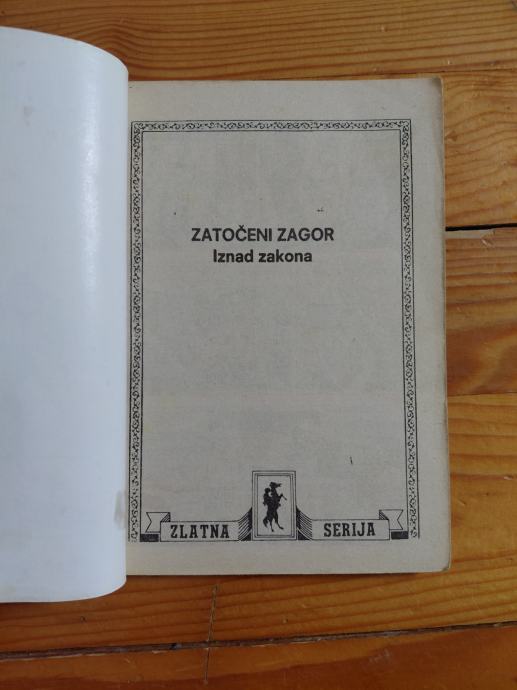 ZATOČENI ZAGOR
Iznad zakona
ZLATNA SERIJA